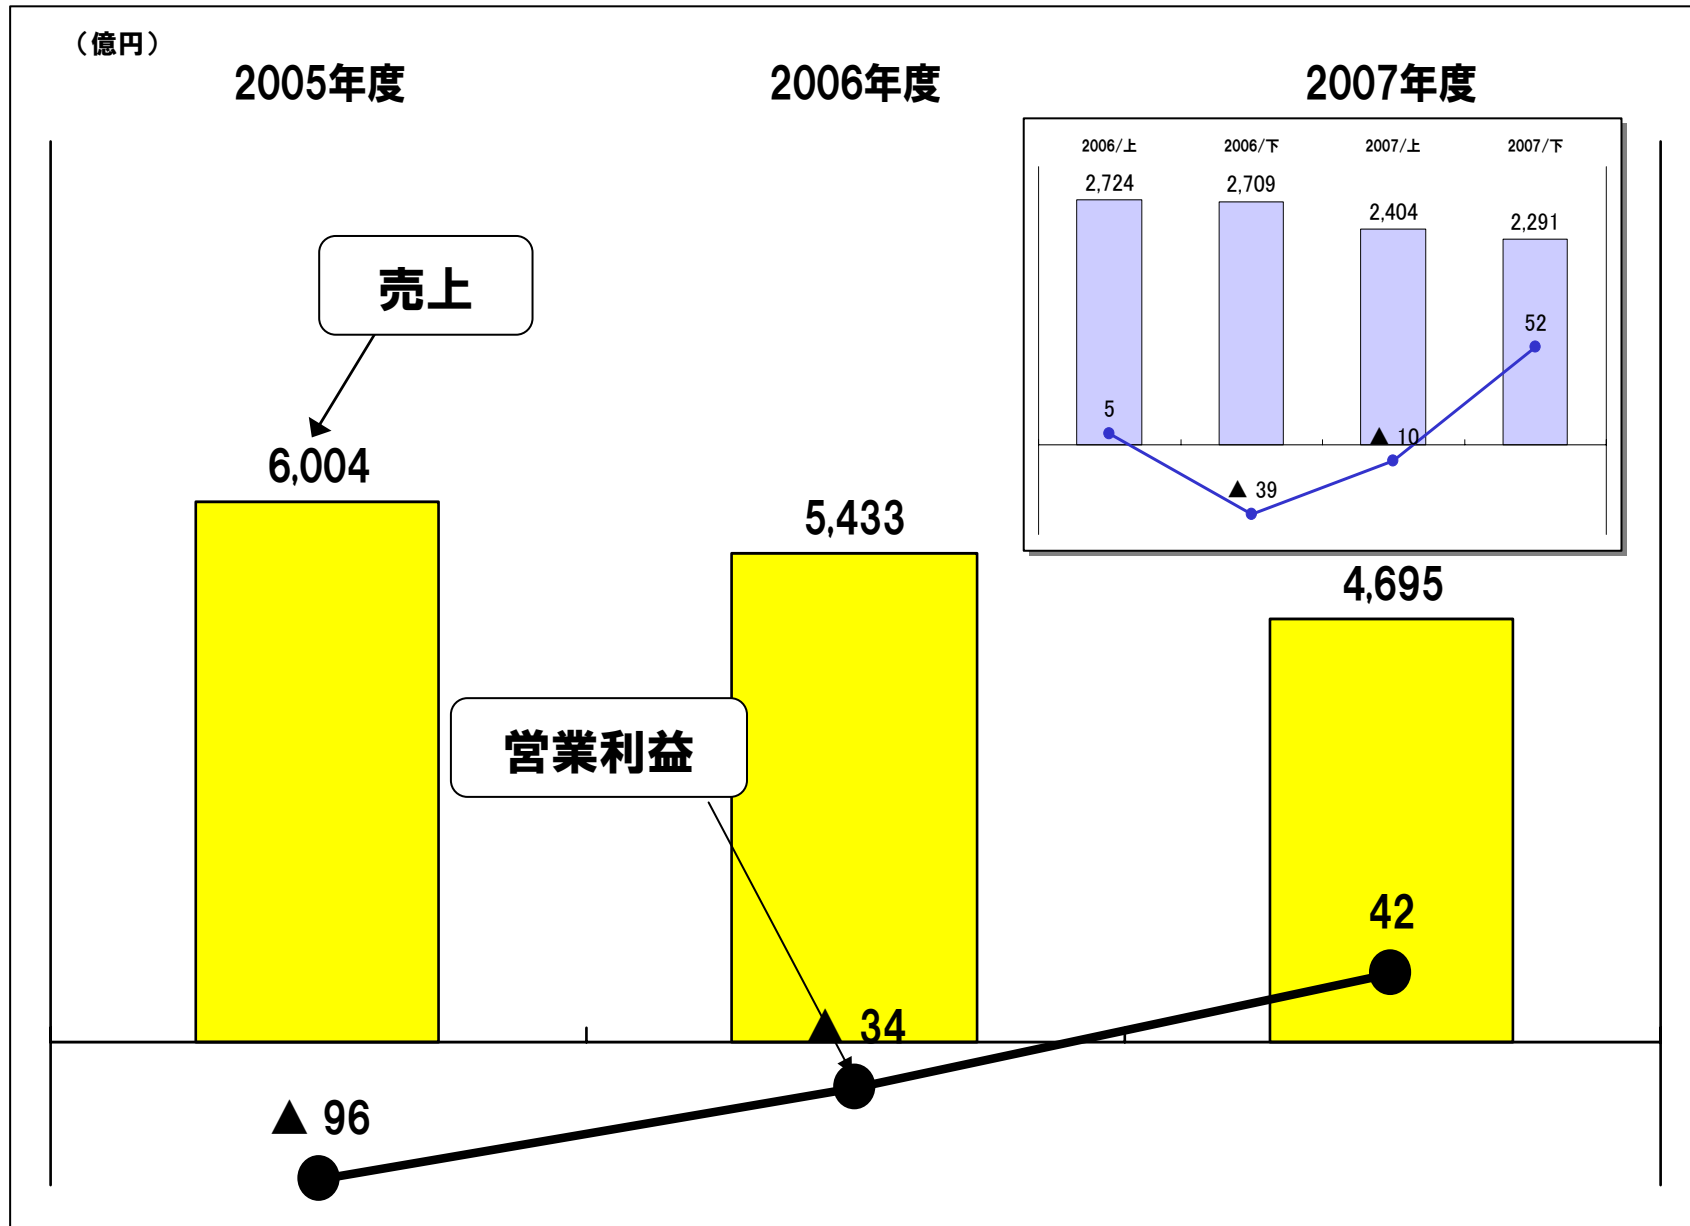 （億円）
2005年度 2006年度 2007年度
2006/上 2006/下 2007/上 2007/下
2,724 2,709 2,404 2,291
5 ▲ 39 ▲ 10 52
売上
6,004 5,433 4,695
営業利益
▲ 96 ▲ 34 42